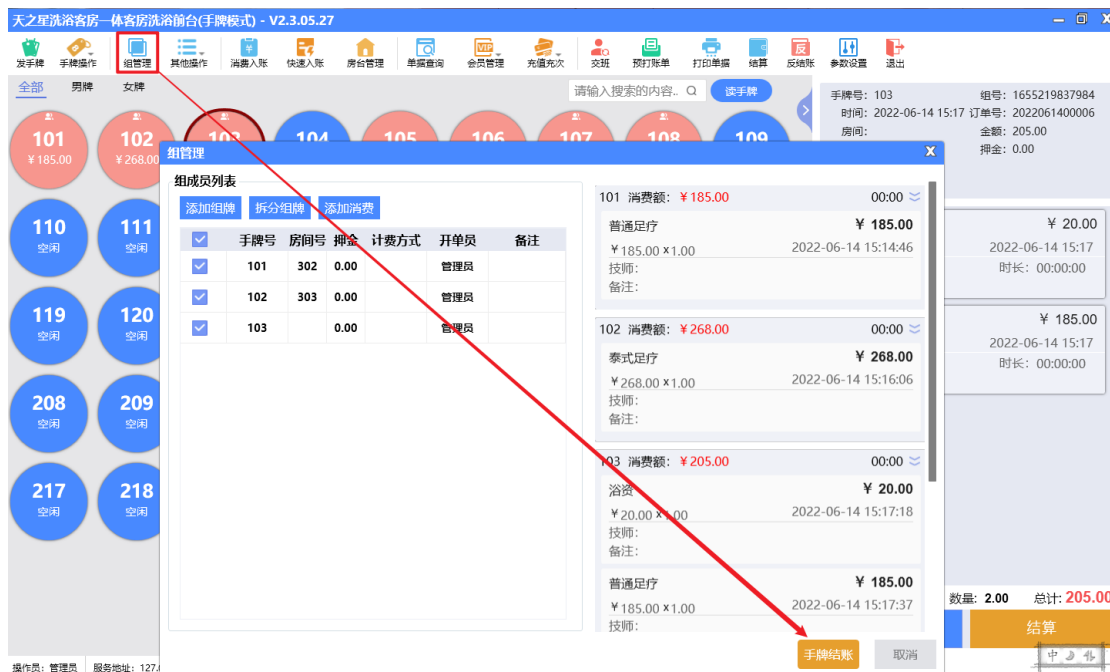 天之星洗浴客房一体客房洗浴前台(手牌模式) - V2.3.05.27
发手牌 手牌操作 组管理 其他操作 消费入账 快速入账 房台管理 单据查询 会员管理 充值充次 交班 预打账单 打印单据 结算 反结账 参数设置 退出
全部 男牌 女牌
请输入搜索的内容.. 读手牌
手牌号: 103 组号: 1655219837984
时间: 2022-06-14 15:17 订单号: 2022061400006
房间: 金额: 205.00
押金: 0.00
101
¥185.00
102
¥268.00
103
104
105
106
107
108
109
110
空闲
111
空闲
119
空闲
120
空闲
208
空闲
209
空闲
217
空闲
218
空闲
组管理 X
组成员列表
添加组牌 拆分组牌 添加消费
手牌号 房间号 押金 计费方式 开单员 备注
101 302 0.00 管理员
102 303 0.00 管理员
103 0.00 管理员
101 消费额: ¥185.00 00:00
普通足疗 ¥ 185.00
¥185.00 x1.00 2022-06-14 15:14:46
技师:
备注:
102 消费额: ¥268.00 00:00
泰式足疗 ¥ 268.00
¥268.00 x1.00 2022-06-14 15:16:06
技师:
备注:
103 消费额: ¥205.00 00:00
浴资 ¥ 20.00
¥20.00 x1.00 2022-06-14 15:17:18
技师:
备注:
普通足疗 ¥ 185.00
¥185.00 x1.00 2022-06-14 15:17:37
技师:
手牌结账 取消
¥ 20.00
2022-06-14 15:17
时长: 00:00:00
¥ 185.00
2022-06-14 15:17
时长: 00:00:00
数量: 2.00 总计: 205.00
结算
操作员: 管理员 服务地址: 127.
中